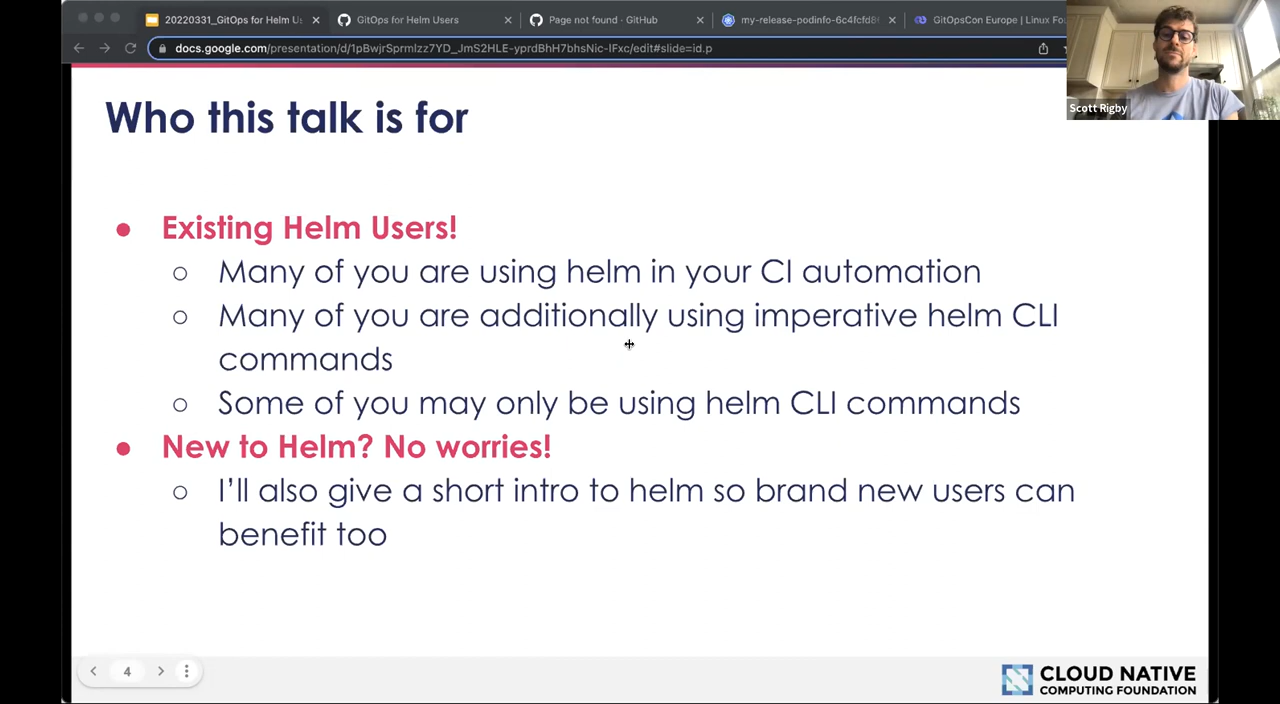 20220331_GitOps for Helm Us
GitOps for Helm Users
Page not found · GitHub
my-release-podinfo-6c4fcfd8
GitOpsCon Europe | Linux Fou
docs.google.com/presentation/d/1pBwjrSprmlzz7YD_JmS2HLE-yprdBhH7bhsNic-IFxc/edit#slide=id.p
Scott Rigby
Who this talk is for
● Existing Helm Users!
○ Many of you are using helm in your CI automation
○ Many of you are additionally using imperative helm CLI
commands
○ Some of you may only be using helm CLI commands
● New to Helm? No worries!
○ I'll also give a short intro to helm so brand new users can
benefit too
4
CLOUD NATIVE
COMPUTING FOUNDATION